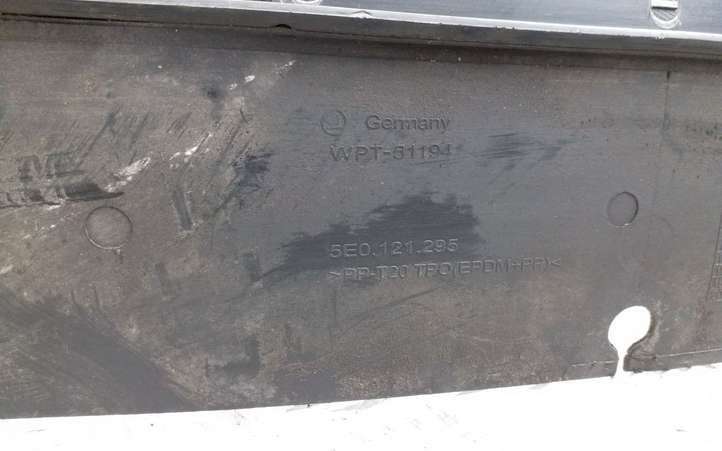 Germany
WPT-51194
5E0.121.295
>PP-T20 TPO(EPDM+PP)<